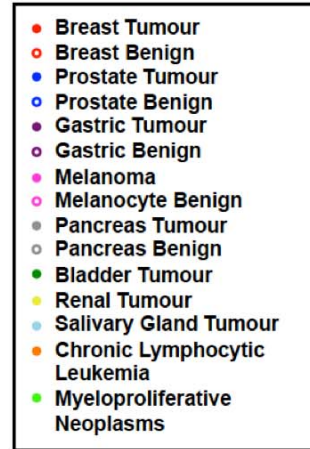 Breast Tumour
Breast Benign
Prostate Tumour
Prostate Benign
Gastric Tumour
Gastric Benign
Melanoma
Melanocyte Benign
Pancreas Tumour
Pancreas Benign
Bladder Tumour
Renal Tumour
Salivary Gland Tumour
Chronic Lymphocytic
Leukemia
Myeloproliferative
Neoplasms